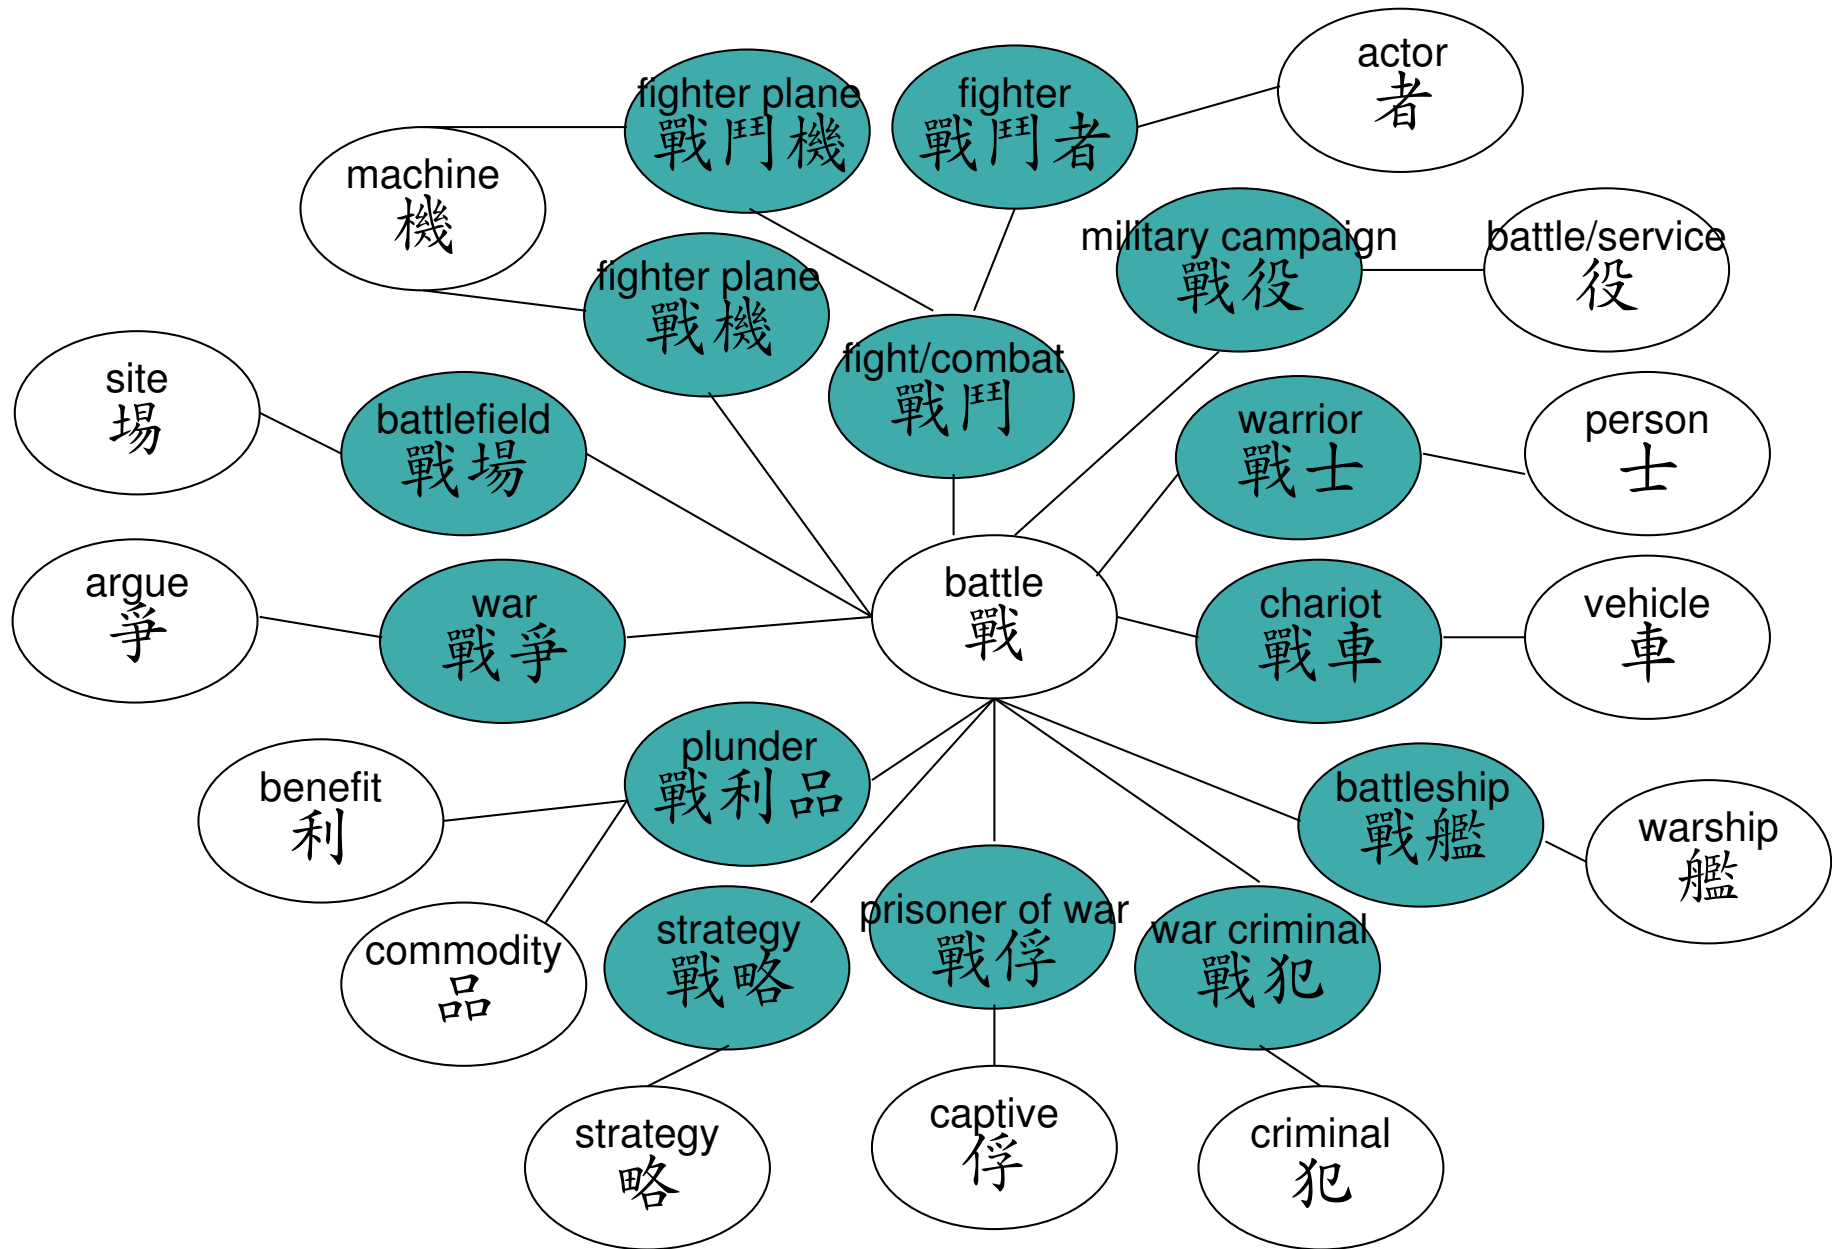 actor
者
fighter plane
戰鬥機
fighter
戰鬥者
machine
機
military campaign
戰役
battle/service
役
fighter plane
戰機
fight/combat
戰鬥
site
場
battlefield
戰場
warrior
戰士
person
士
argue
爭
war
戰爭
battle
戰
chariot
戰車
vehicle
車
plunder
戰利品
benefit
利
battleship
戰艦
warship
艦
commodity
品
strategy
戰略
prisoner of war
戰俘
war criminal
戰犯
strategy
略
captive
俘
criminal
犯